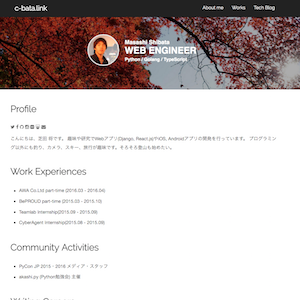 c-bata.link
About me Works Tech Blog
Masashi Shibata
WEB ENGINEER
Python / Golang / TypeScript
Profile
こんにちは、芝田 将です。 趣味や研究でWebアプリ(Django, React.js)やiOS, Androidアプリの開発を行っています。 プログラミ
ング以外にも釣り、カメラ、スキー、旅行が趣味です。そろそろ登山も始めたい。
Work Experiences
AXIA Co.Ltd part-time (2016.03 - 2016.04)
BePROUD part-time (2015.03 - 2015.10)
Teamlab internship(2015.08 - 2015.09)
CyberAgent internship(2015.08 - 2015.08)
Community Activities
PyCon JP 2015 - 2016 メディア・スタッフ
akashi.py (Python勉強会) 主催